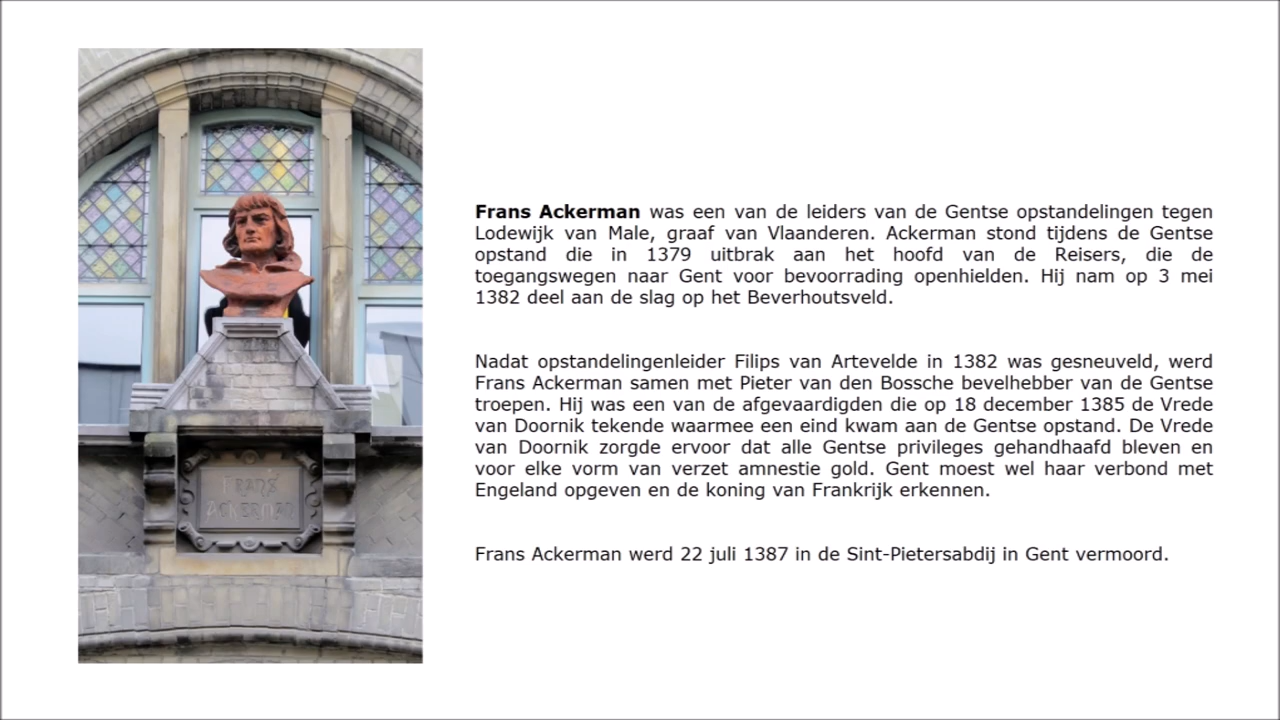 FRANS
ACKERMAN
Frans Ackerman was een van de leiders van de Gentse opstandelingen tegen
Lodewijk van Male, graaf van Vlaanderen. Ackerman stond tijdens de Gentse
opstand die in 1379 uitbrak aan het hoofd van de Reisers, die de
toegangswegen naar Gent voor bevoorrading openhielden. Hij nam op 3 mei
1382 deel aan de slag op het Beverhoutsveld.
Nadat opstandelingenleider Filips van Artevelde in 1382 was gesneuveld, werd
Frans Ackerman samen met Pieter van den Bossche bevelhebber van de Gentse
troepen. Hij was een van de afgevaardigden die op 18 december 1385 de Vrede
van Doornik tekende waarmee een eind kwam aan de Gentse opstand. De Vrede
van Doornik zorgde ervoor dat alle Gentse privileges gehandhaafd bleven en
voor elke vorm van verzet amnestie gold. Gent moest wel haar verbond met
Engeland opgeven en de koning van Frankrijk erkennen.
Frans Ackerman werd 22 juli 1387 in de Sint-Pietersabdij in Gent vermoord.